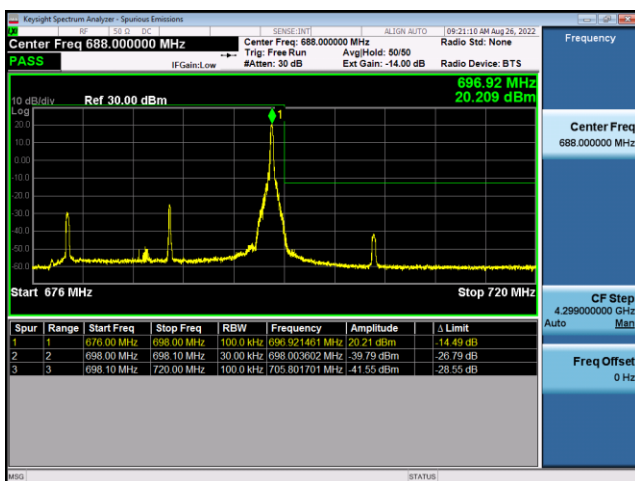 Keysight Spectrum Analyzer - Spurious Emissions
RF 50 Ω DC SENSE:INT ALIGN AUTO 09:21:10 AM Aug 26, 2022
Center Freq 688.000000 MHz Center Freq: 688.000000 MHz Radio Std: None
Trig: Free Run Avg|Hold: 50/50
PASS IFGain:Low #Atten: 30 dB Ext Gain: -14.00 dB Radio Device: BTS
696.92 MHz
20.209 dBm
10 dB/div Ref 30.00 dBm
Log
1
20.0
10.0
0.00
-10.0
-20.0
-30.0
-40.0
-50.0
-60.0
Start 676 MHz Stop 720 MHz
Spur Range Start Freq Stop Freq RBW Frequency Amplitude Δ Limit
1 1 676.00 MHz 698.00 MHz 100.0 kHz 696.921461 MHz 20.21 dBm -14.49 dB
2 2 698.00 MHz 698.10 MHz 30.00 kHz 698.003602 MHz -39.79 dBm -26.79 dB
3 3 698.10 MHz 720.00 MHz 100.0 kHz 705.801701 MHz -41.55 dBm -28.55 dB
MSG STATUS
Frequency
Center Freq
688.000000 MHz
CF Step
4.299000000 GHz
Auto Man
Freq Offset
0 Hz